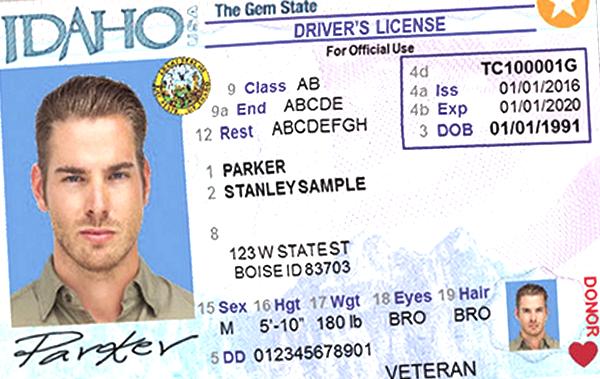 IDAHO USA
The Gem State
DRIVER'S LICENSE
For Official Use
9 Class AB
9a End ABCDE
12 Rest ABCDEFGH
4d TC100001G
4a Iss 01/01/2016
4b Exp 01/01/2020
3 DOB 01/01/1991
1 PARKER
2 STANLEYSAMPLE
8
123 W STATE ST
BOISE ID 83703
15 Sex 16 Hgt 17 Wgt 18 Eyes 19 Hair
M 5'-10" 180 lb BRO BRO
5 DD 012345678901
VETERAN
DONOR
Parker